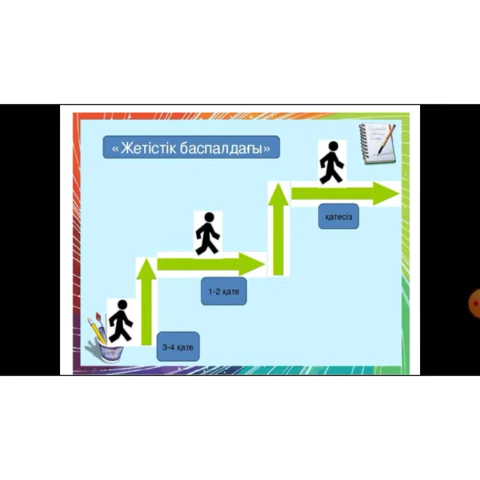 «Жетістік баспалдағы»
қатесіз
1-2 қате
3-4 қате